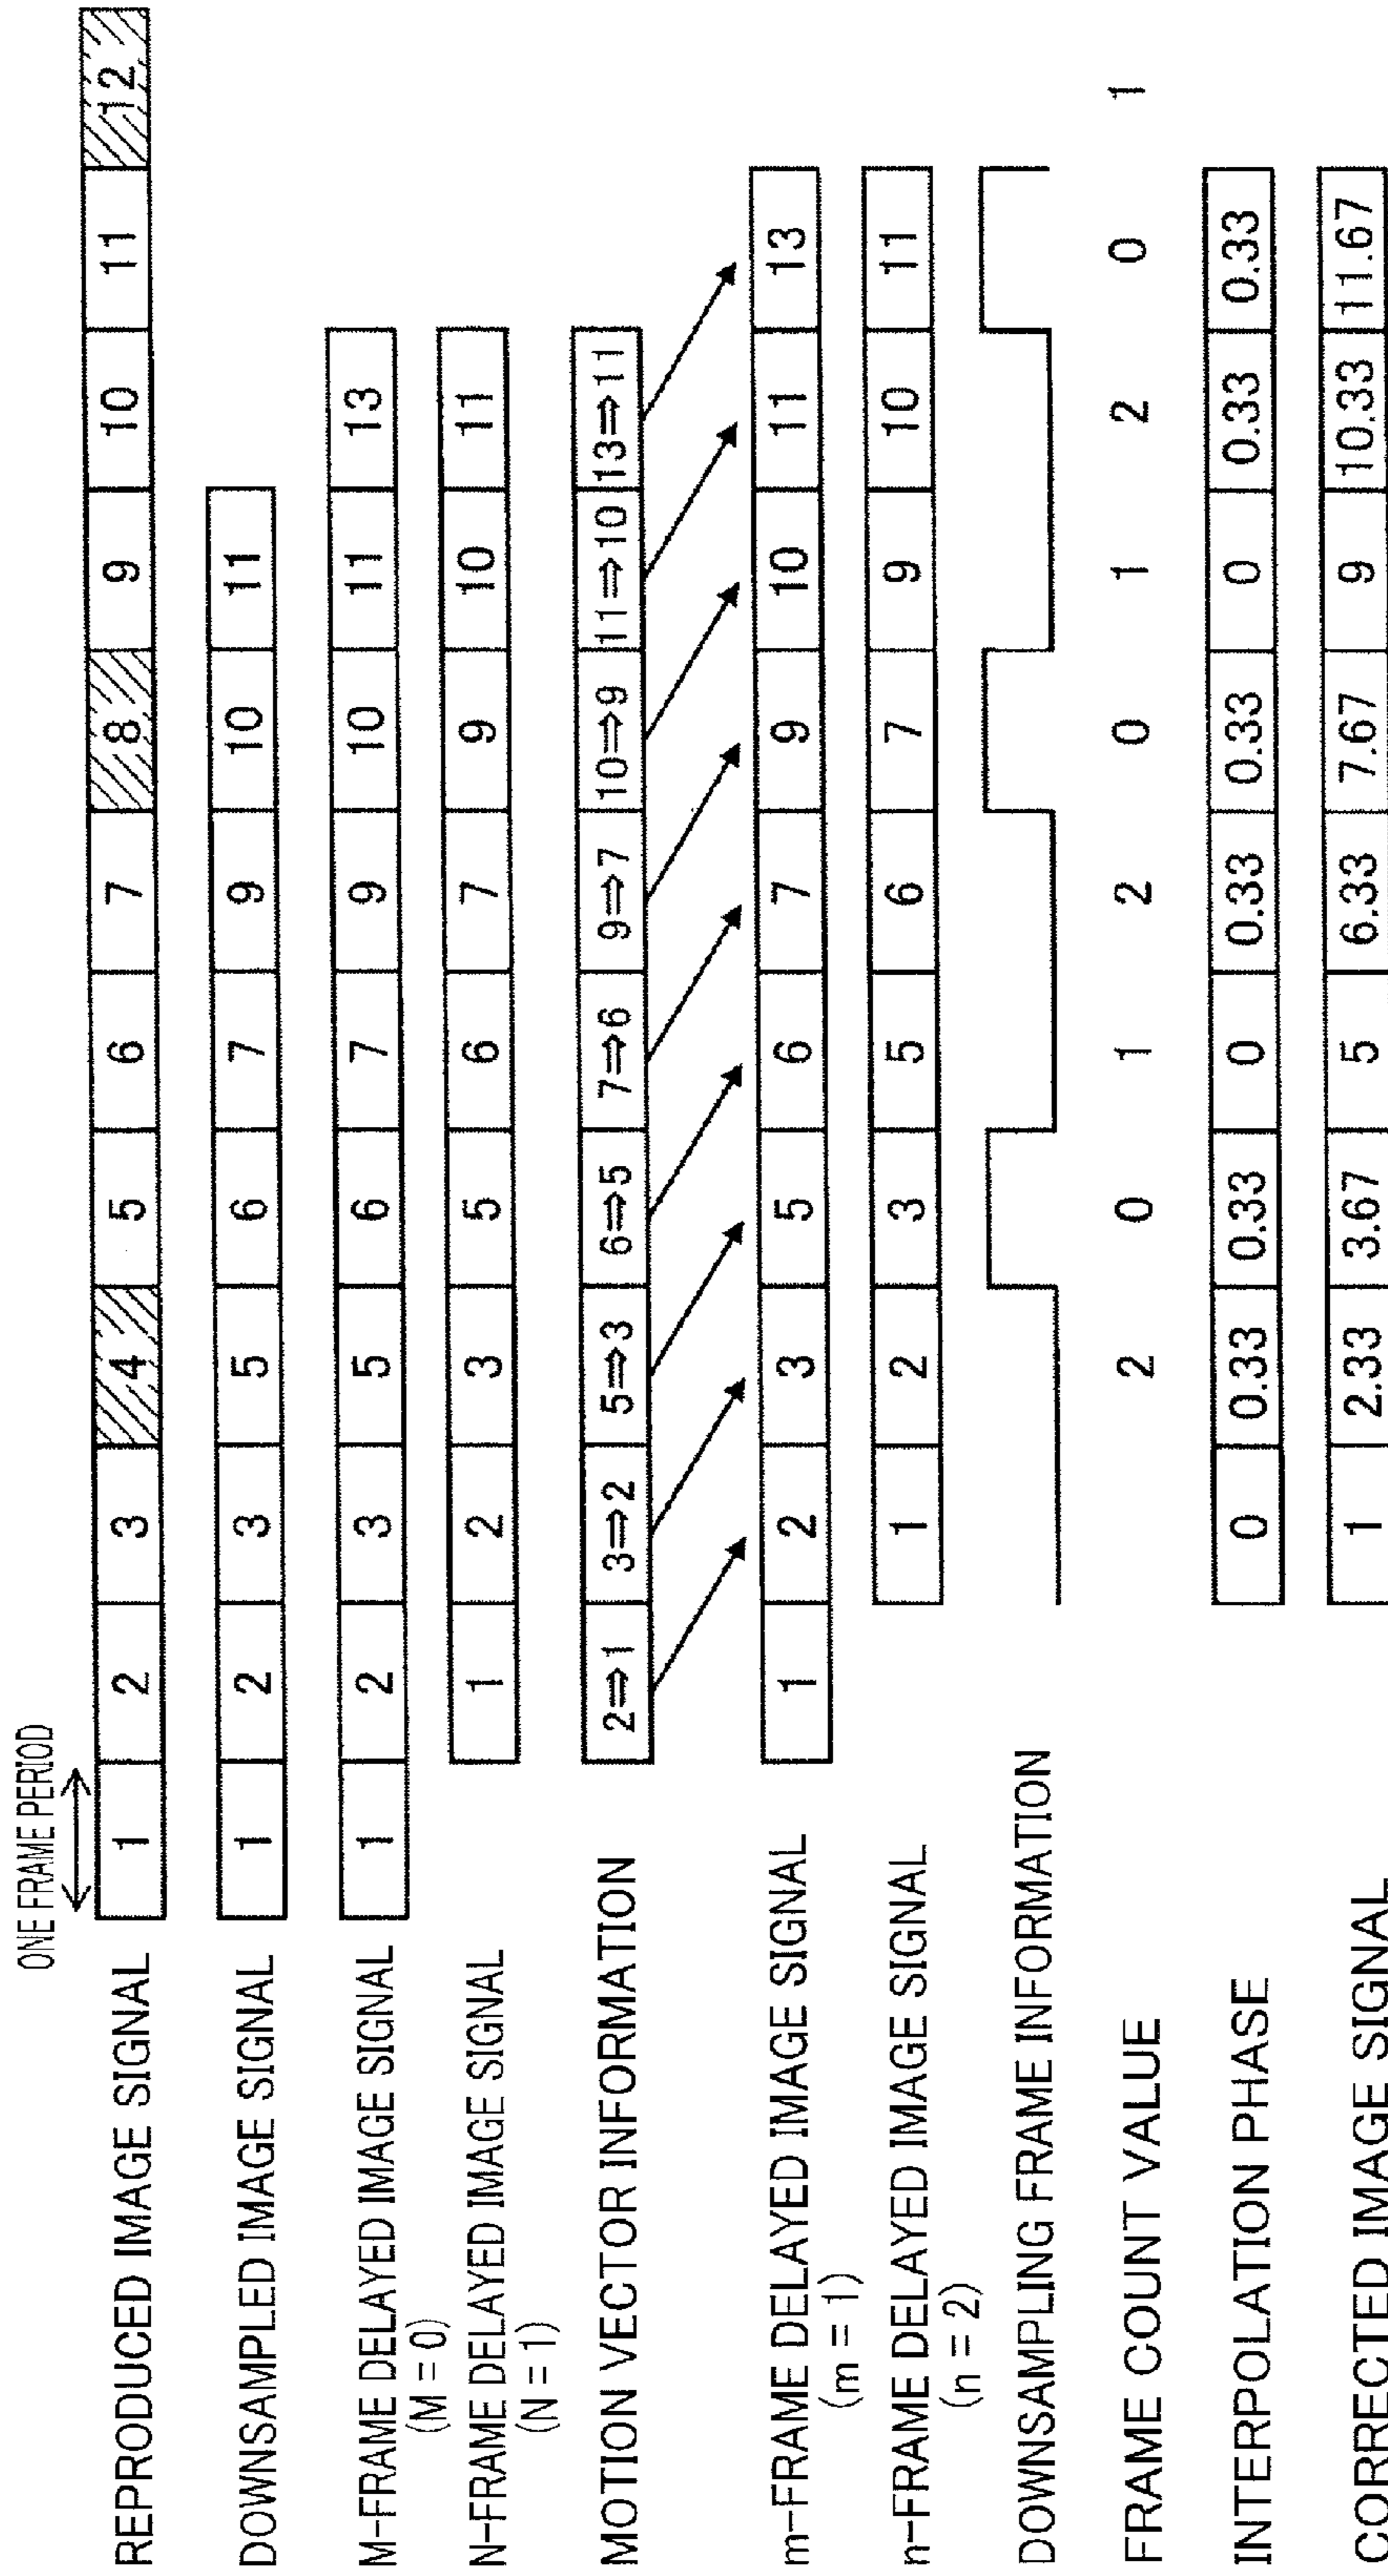 ONE FRAME PERIOD
REPRODUCED IMAGE SIGNAL 1 2 3 4 5 6 7 8 9 10 11 12
DOWNSAMPLED IMAGE SIGNAL 1 2 3 5 6 7 9 10 11
M-FRAME DELAYED IMAGE SIGNAL 1 2 3 5 6 7 9 10 11 13
(M = 0)
N-FRAME DELAYED IMAGE SIGNAL 1 2 3 5 6 7 9 10 11
(N = 1)
MOTION VECTOR INFORMATION 2⇒1 3⇒2 5⇒3 6⇒5 7⇒6 9⇒7 10⇒9 11⇒10 13⇒11
m-FRAME DELAYED IMAGE SIGNAL 1 2 3 5 6 7 9 10 11 13
(m = 1)
n-FRAME DELAYED IMAGE SIGNAL 1 2 3 5 6 7 9 10 11
(n = 2)
DOWNSAMPLING FRAME INFORMATION
FRAME COUNT VALUE 2 0 1 2 0 1 2 0 1
INTERPOLATION PHASE 0 0.33 0.33 0 0.33 0.33 0 0.33 0.33
CORRECTED IMAGE SIGNAL 1 2.33 3.67 5 6.33 7.67 9 10.33 11.67